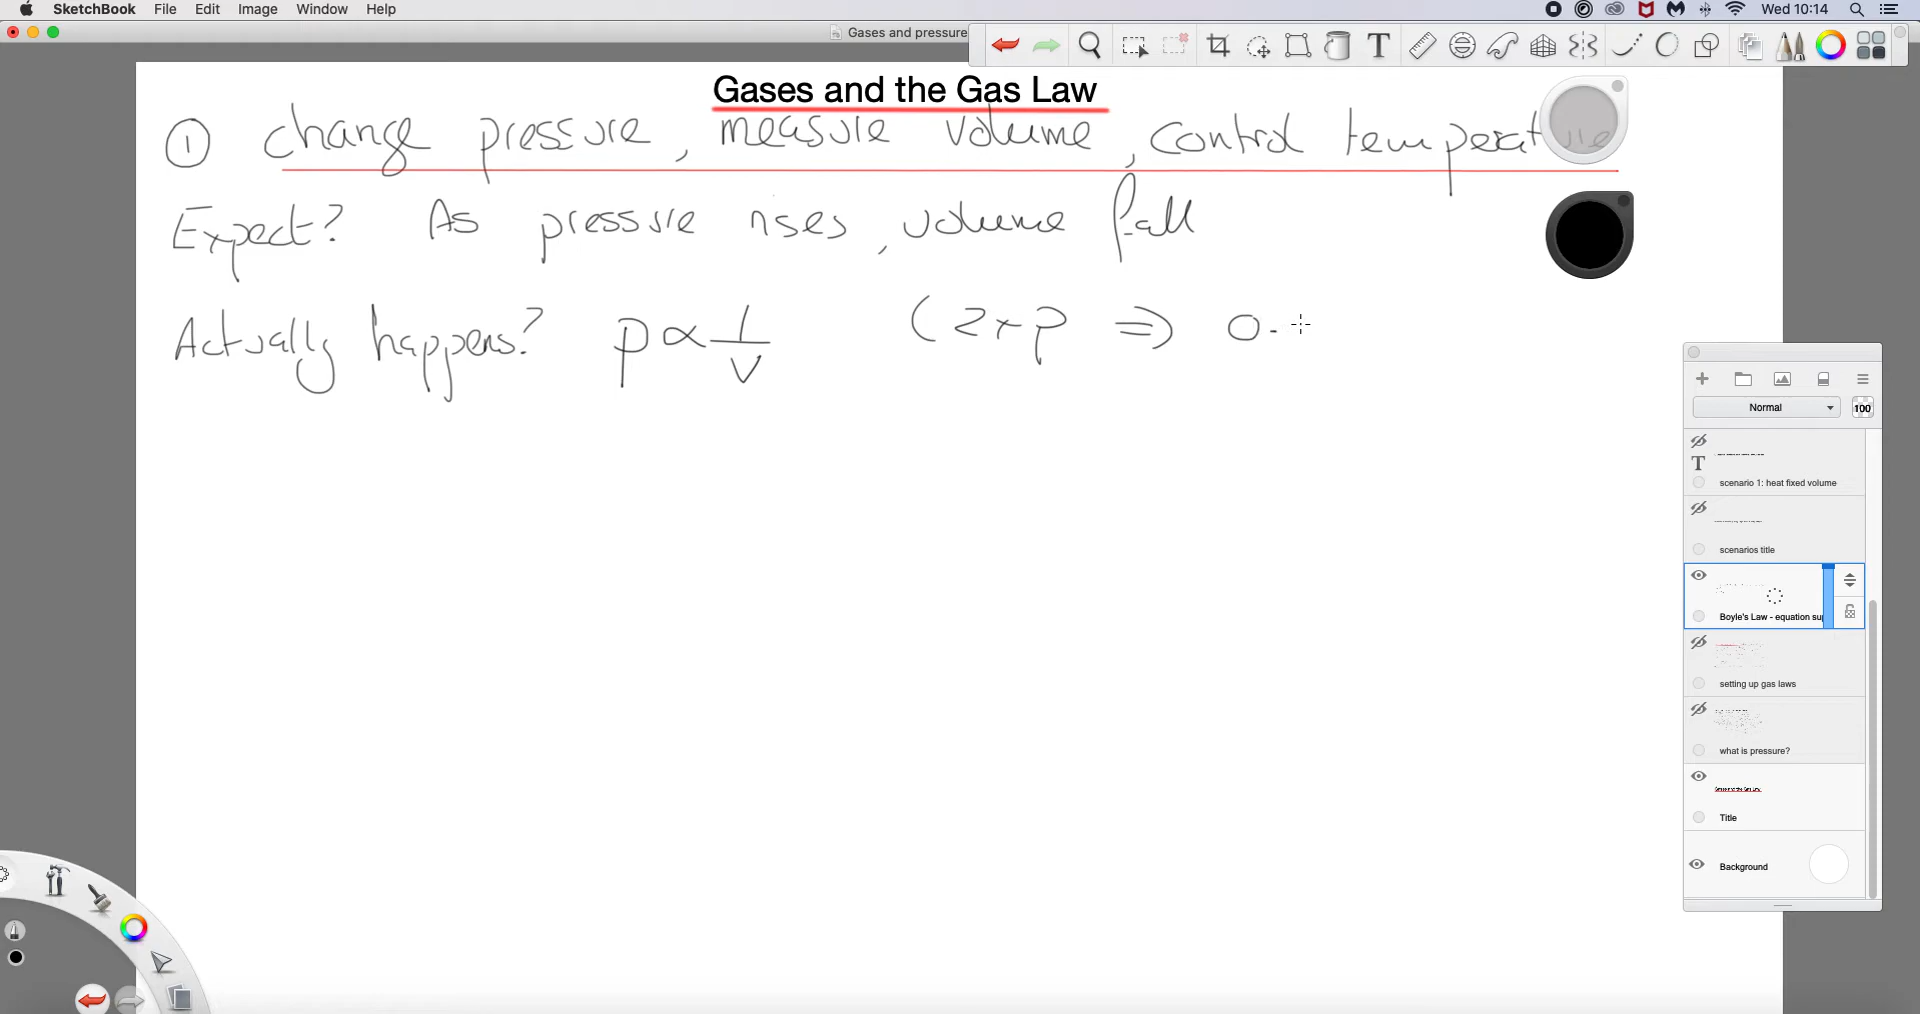 SketchBook File Edit Image Window Help Wed 10:14
Gases and pressure
Gases and the Gas Law
① change pressure, measure volume, control temperature
Expect? As pressure rises, volume fall
Actually happens? p ∝ 1/v (2×p ⇒ 0.
Normal 100
T
scenario 1: heat fixed volume
scenarios title
Boyle's Law - equation su
setting up gas laws
what is pressure?
Title
Background